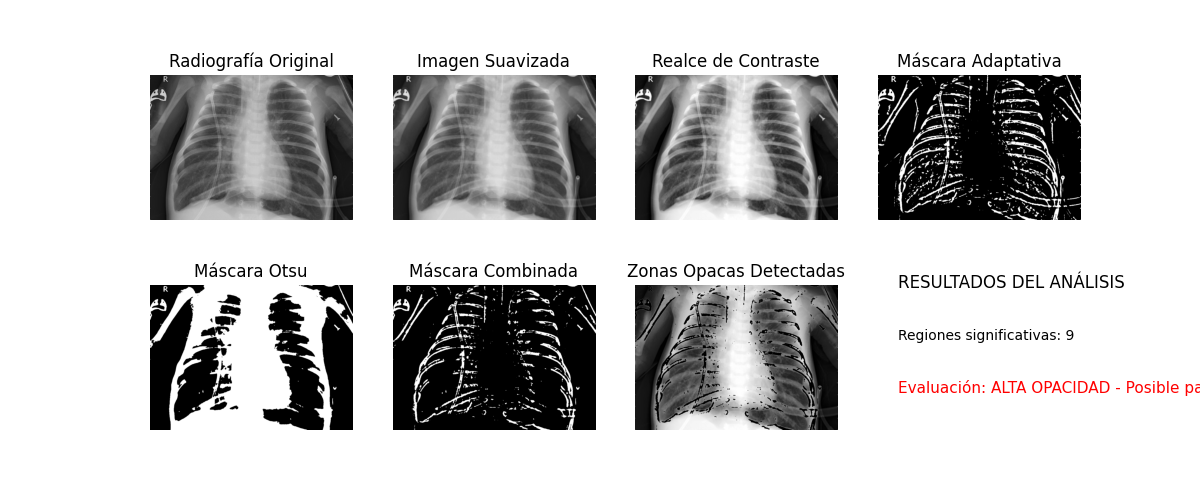 Radiografía Original
Imagen Suavizada
Realce de Contraste
Máscara Adaptativa
R
R
R
R
Máscara Otsu
Máscara Combinada
Zonas Opacas Detectadas
RESULTADOS DEL ANÁLISIS
R
R
R
Regiones significativas: 9
Evaluación: ALTA OPACIDAD - Posible pa